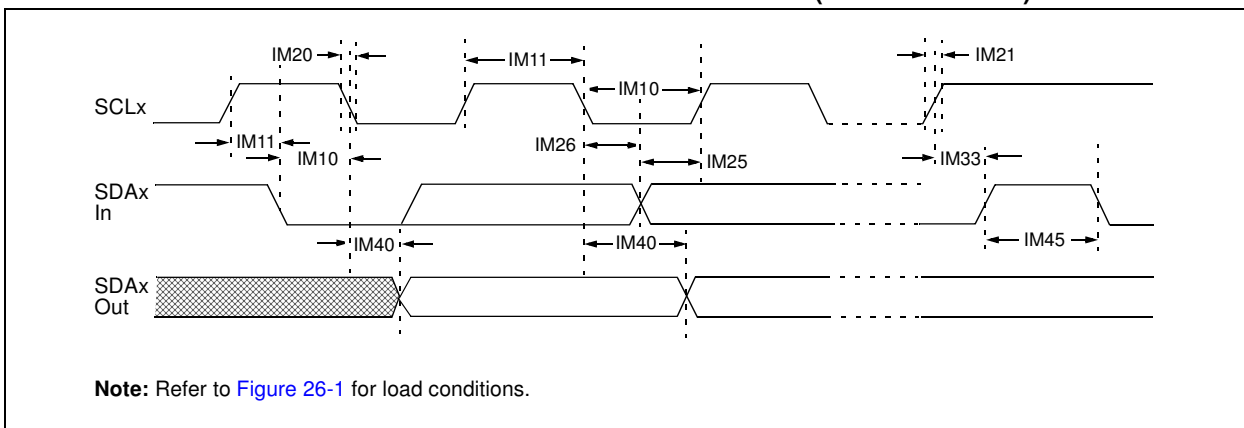 IM20 IM11 IM21
SCLx IM10
IM11 IM26
IM10 IM25 IM33
SDAx
In
IM40 IM40 IM45
SDAx
Out
Note: Refer to Figure 26-1 for load conditions.